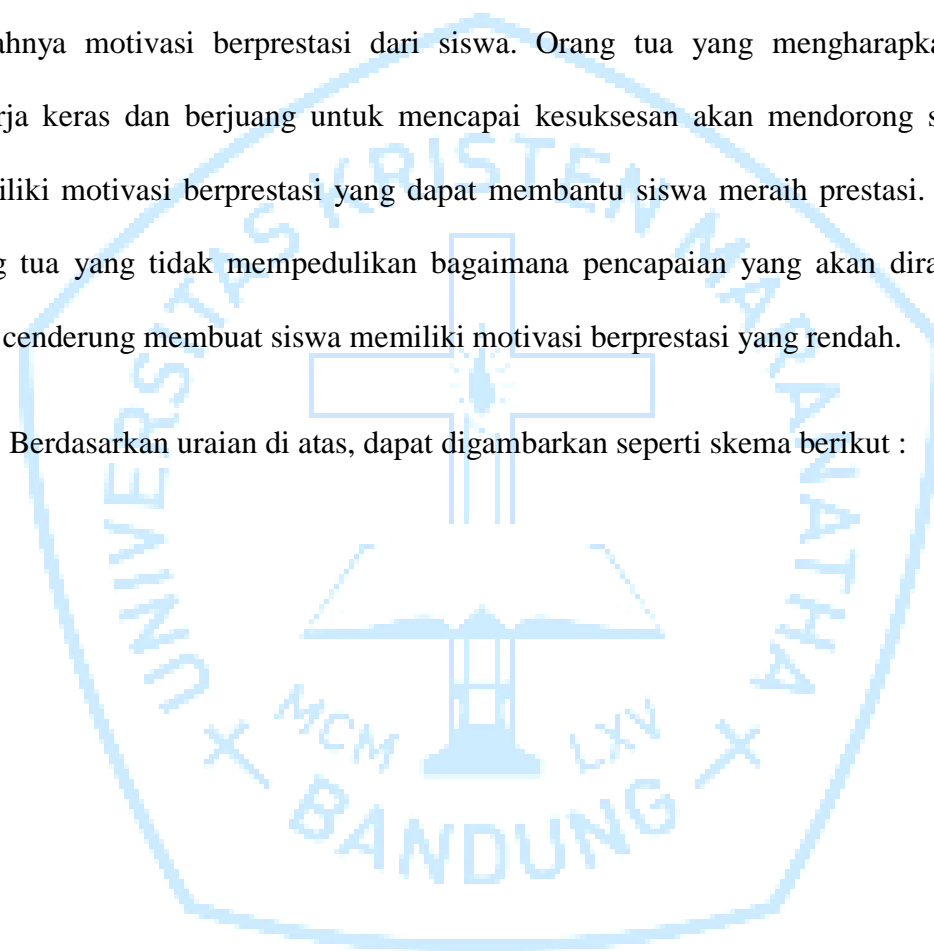 ahnya motivasi berprestasi dari siswa. Orang tua yang mengharapka
rja keras dan berjuang untuk mencapai kesuksesan akan mendorong s
iliki motivasi berprestasi yang dapat membantu siswa meraih prestasi.
g tua yang tidak mempedulikan bagaimana pencapaian yang akan dira
cenderung membuat siswa memiliki motivasi berprestasi yang rendah.
Berdasarkan uraian di atas, dapat digambarkan seperti skema berikut :
UNIVERSITAS KRISTEN MARANATHA
MCM LXV
BANDUNG